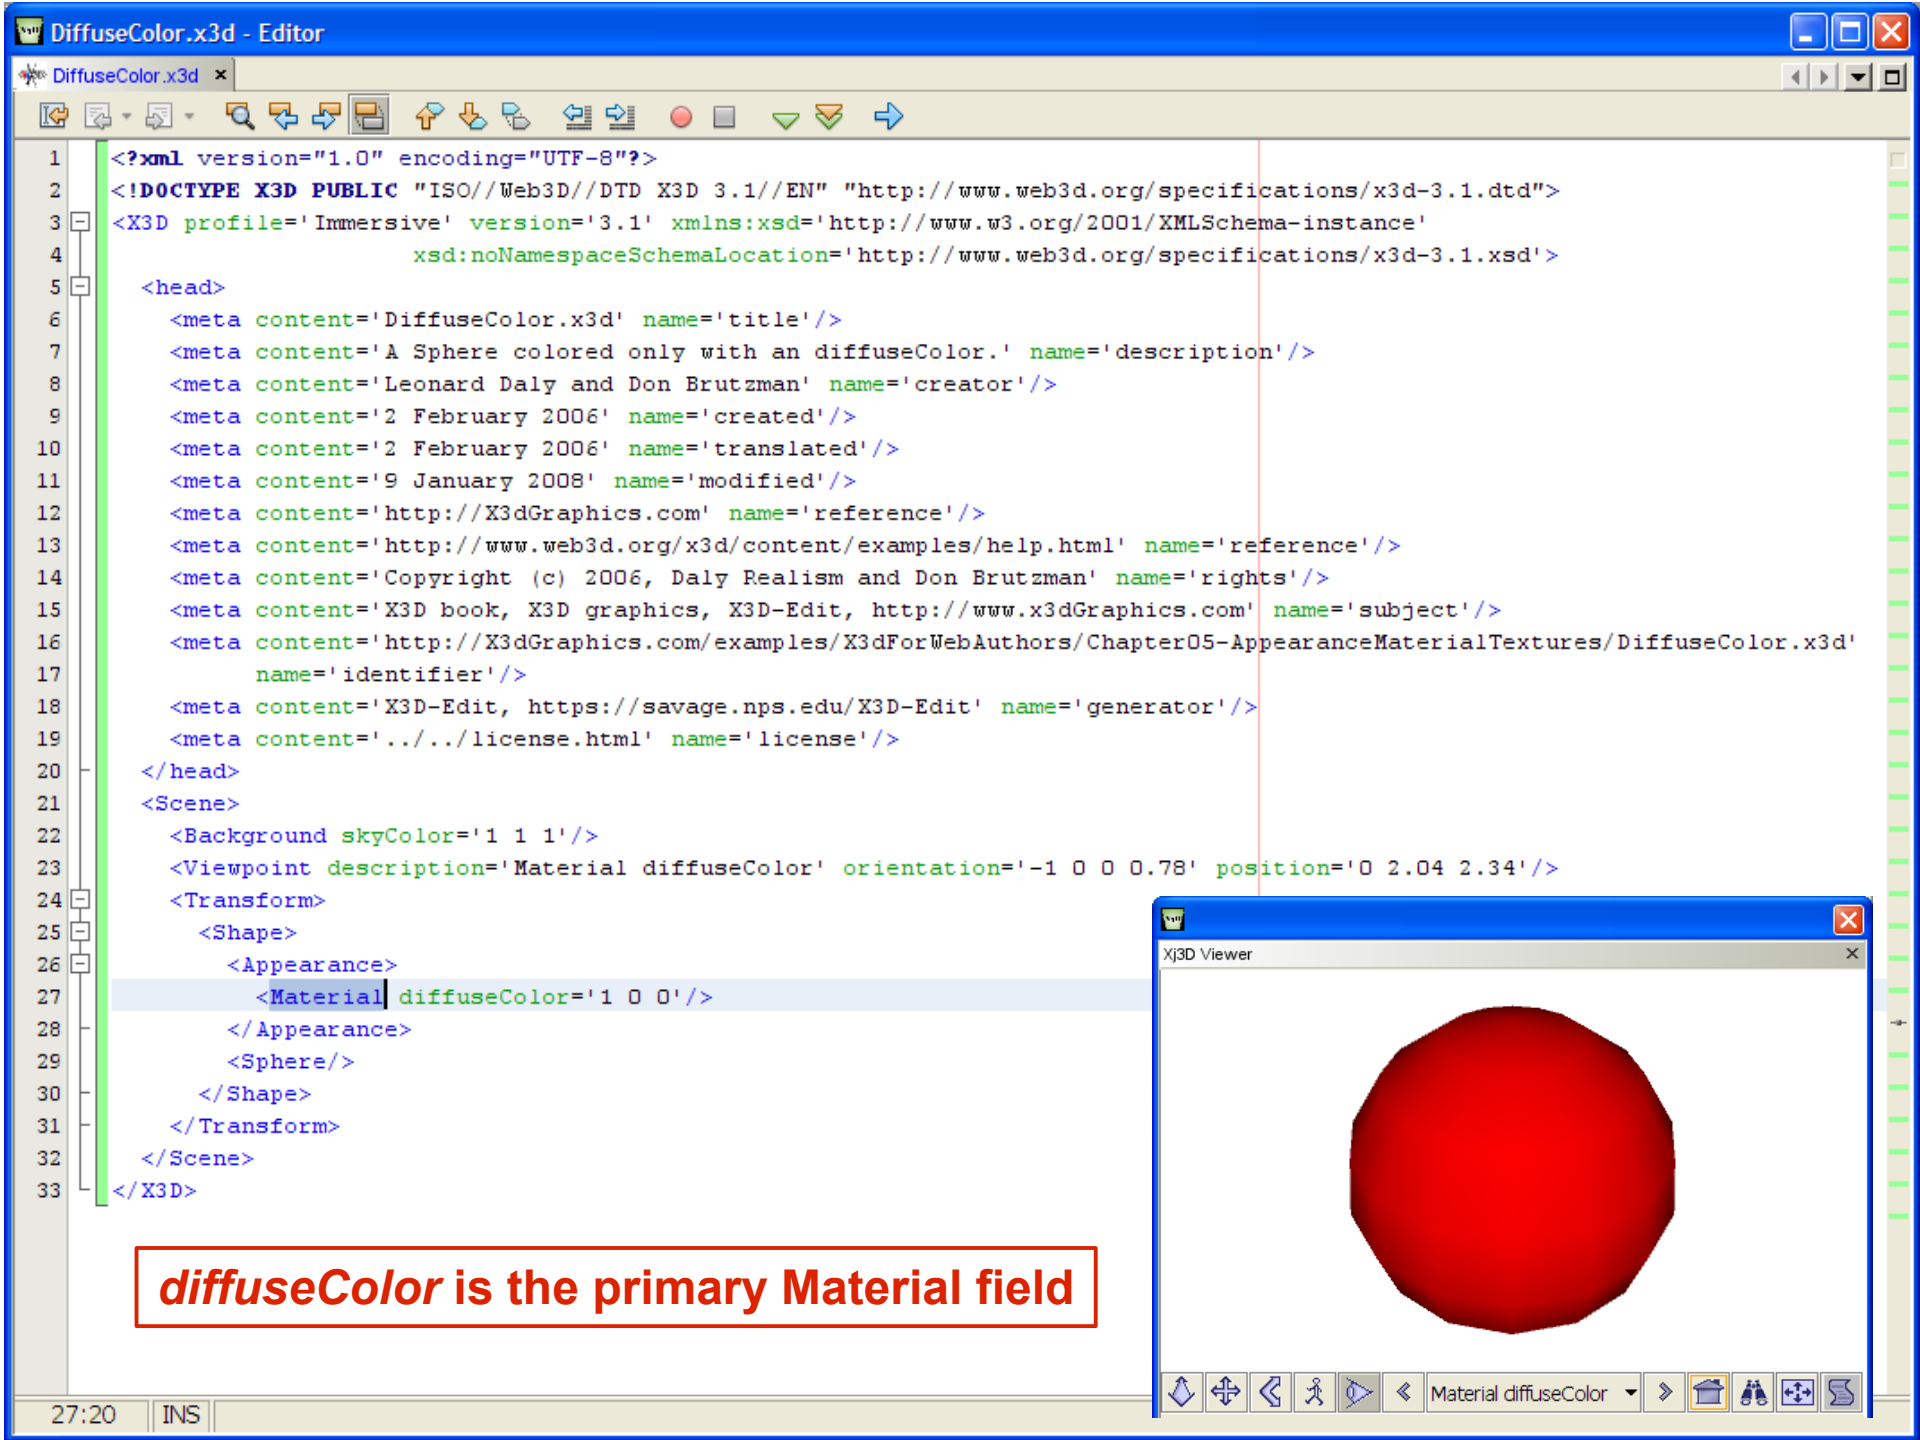 DiffuseColor.x3d - Editor
DiffuseColor.x3d
1 <?xml version="1.0" encoding="UTF-8"?>
2 <!DOCTYPE X3D PUBLIC "ISO//Web3D//DTD X3D 3.1//EN" "http://www.web3d.org/specifications/x3d-3.1.dtd">
3 <X3D profile='Immersive' version='3.1' xmlns:xsd='http://www.w3.org/2001/XMLSchema-instance'
4 xsd:noNamespaceSchemaLocation='http://www.web3d.org/specifications/x3d-3.1.xsd'>
5 <head>
6 <meta content='DiffuseColor.x3d' name='title'/>
7 <meta content='A Sphere colored only with an diffuseColor.' name='description'/>
8 <meta content='Leonard Daly and Don Brutzman' name='creator'/>
9 <meta content='2 February 2006' name='created'/>
10 <meta content='2 February 2006' name='translated'/>
11 <meta content='9 January 2008' name='modified'/>
12 <meta content='http://X3dGraphics.com' name='reference'/>
13 <meta content='http://www.web3d.org/x3d/content/examples/help.html' name='reference'/>
14 <meta content='Copyright (c) 2006, Daly Realism and Don Brutzman' name='rights'/>
15 <meta content='X3D book, X3D graphics, X3D-Edit, http://www.x3dGraphics.com' name='subject'/>
16 <meta content='http://X3dGraphics.com/examples/X3dForWebAuthors/Chapter05-AppearanceMaterialTextures/DiffuseColor.x3d'
17 name='identifier'/>
18 <meta content='X3D-Edit, https://savage.nps.edu/X3D-Edit' name='generator'/>
19 <meta content='../../license.html' name='license'/>
20 </head>
21 <Scene>
22 <Background skyColor='1 1 1'/>
23 <Viewpoint description='Material diffuseColor' orientation='-1 0 0 0.78' position='0 2.04 2.34'/>
24 <Transform>
25 <Shape>
26 <Appearance>
27 <Material diffuseColor='1 0 0'/>
28 </Appearance>
29 <Sphere/>
30 </Shape>
31 </Transform>
32 </Scene>
33 </X3D>
Xj3D Viewer
diffuseColor is the primary Material field
Material diffuseColor
27:20 INS